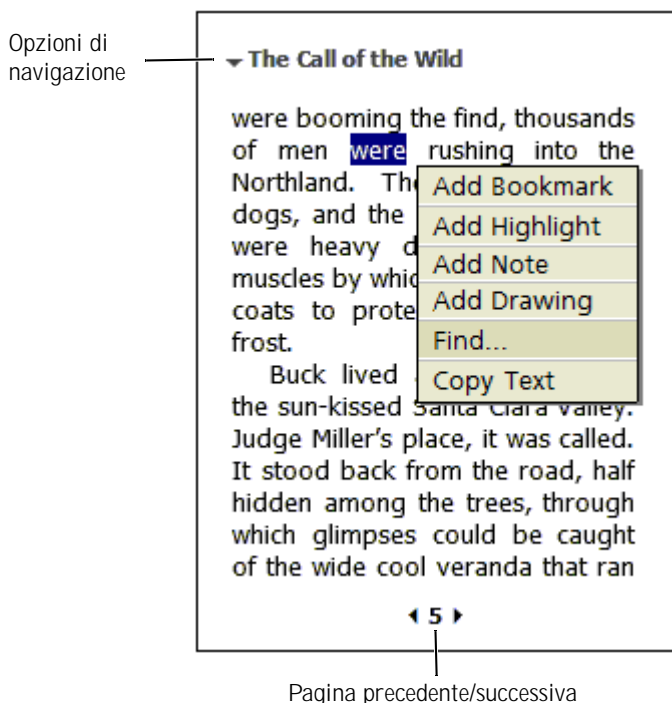 Opzioni di
navigazione
The Call of the Wild
were booming the find, thousands
of men were rushing into the
Northland. The
dogs, and the
were heavy
muscles by
coats to
frost.
Buck lived
the sun-kissed Santa Clara Valley.
Judge Miller's place, it was called.
It stood back from the road, half
hidden among the trees, through
which glimpses could be caught
of the wide cool veranda that ran
Add Bookmark
Add Highlight
Add Note
Add Drawing
Find...
Copy Text
5
Pagina precedente/successiva